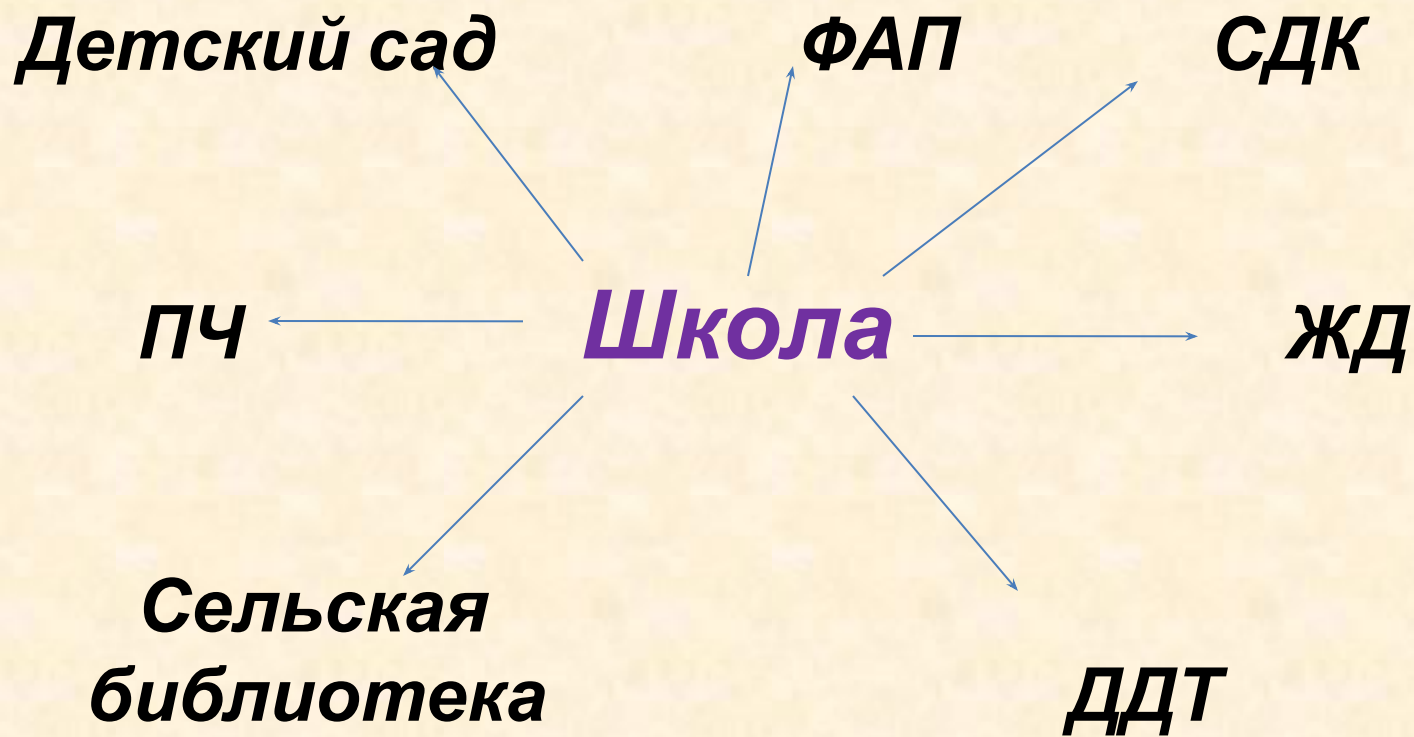 Детский сад
ФАП
СДК
ПЧ
Школа
ЖД
Сельская
библиотека
ДДТ